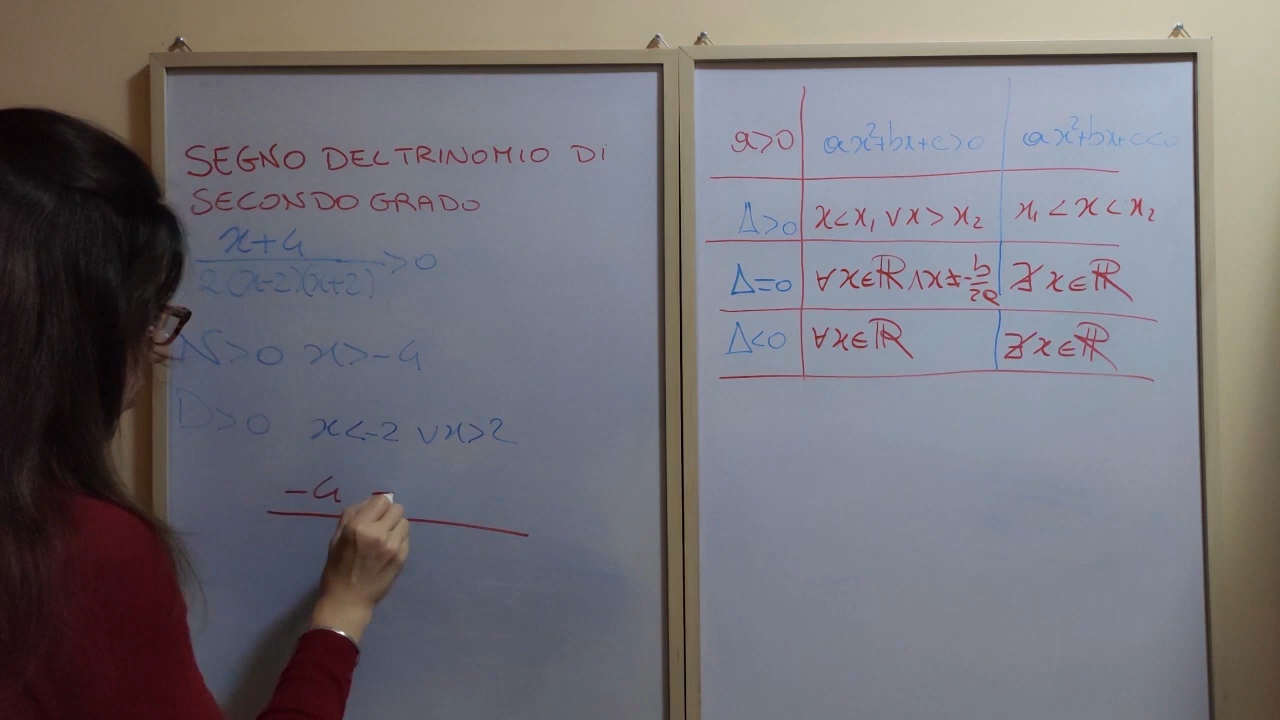 SEGNO DEL TRINOMIO DI
SECONDO GRADO
x+4
2(x-2)(x+2) >0
N>0 x>-4
D>0 x<-2 ∨ x>2
-4 -
a>0 ax²+bx+c>0 ax²+bx+c<0
Δ>0 x<x₁ ∨ x>x₂ x₁<x<x₂
Δ=0 ∀x∈ℝ ∧ x≠-b/2a ∄x∈ℝ
Δ<0 ∀x∈ℝ ∄x∈ℝ